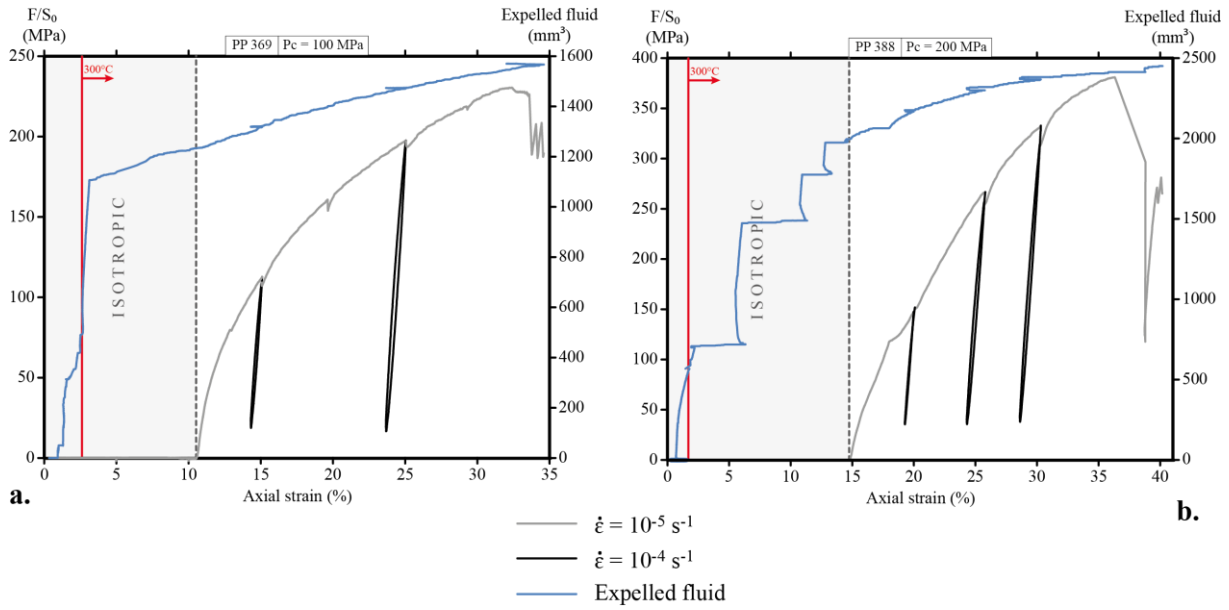 F/S₀
(MPa)
PP 369 | Pc = 100 MPa
Expelled fluid
(mm³)
250
200
150
100
50
0
300°C
ISOTROPIC
1600
1400
1200
1000
800
600
400
200
0
0 5 10 15 20 25 30 35
Axial strain (%)
a.
F/S₀
(MPa)
PP 388 | Pc = 200 MPa
Expelled fluid
(mm³)
400
350
300
250
200
150
100
50
0
300°C
ISOTROPIC
2500
2000
1500
1000
500
0
0 5 10 15 20 25 30 35 40
Axial strain (%)
b.
ε̇ = 10⁻⁵ s⁻¹
ε̇ = 10⁻⁴ s⁻¹
Expelled fluid